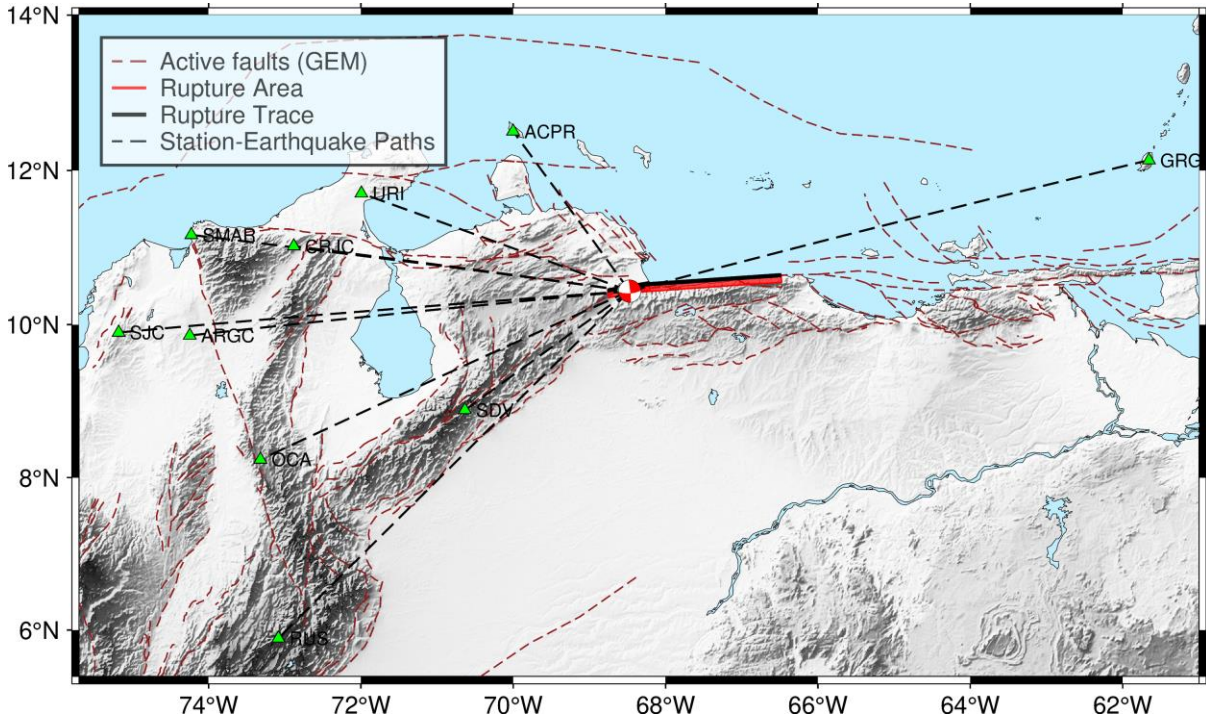 14°N
Active faults (GEM)
Rupture Area
Rupture Trace
Station-Earthquake Paths
ACPR
12°N
GRG
URI
SMAR
CRJC
10°N
SJC
ARGC
SDV
8°N
OCA
6°N
RUS
74°W 72°W 70°W 68°W 66°W 64°W 62°W